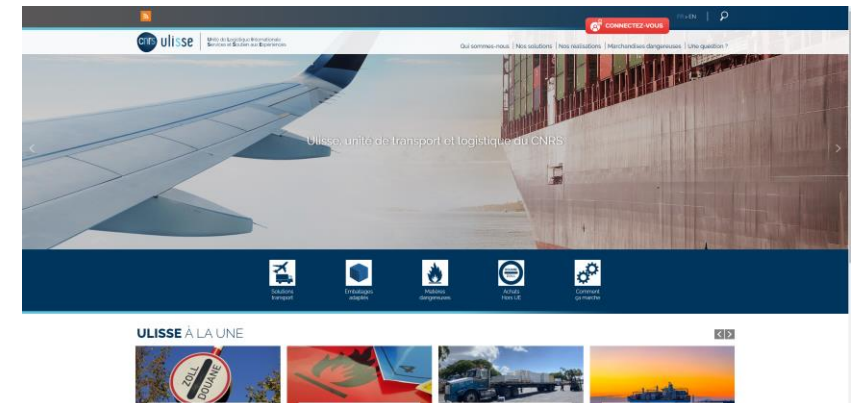 CONNECTEZ-VOUS
FR ▸ EN
cnrs ulisse
Unité de Logistique Internationale
Services et Soutien aux Expériences
Qui sommes-nous | Nos solutions | Nos réalisations | Marchandises dangereuses | Une question ?
Ulisse, unité de transport et logistique du CNRS
Solutions
transport
Emballages
adaptés
Matières
dangereuses
Achats
Hors UE
Comment
ça marche
ULISSE À LA UNE
ZOLL
DOUANE